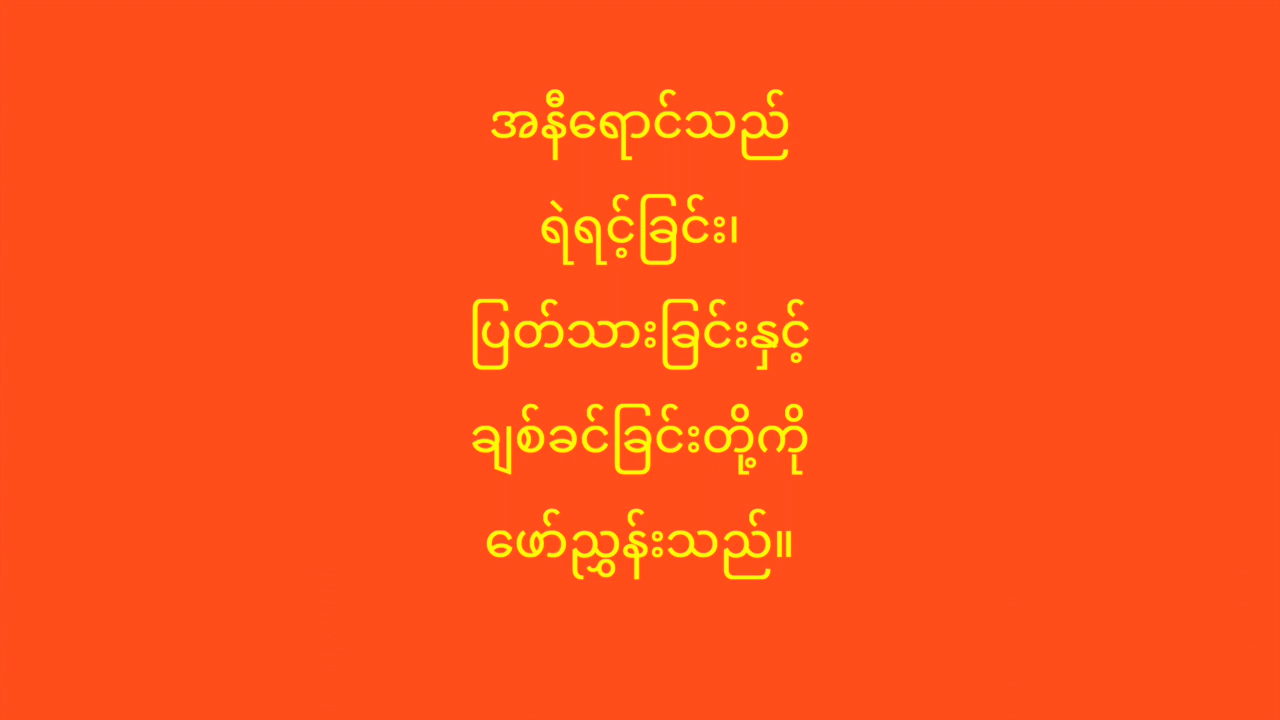 အနီရောင်သည်
ရဲရင့်ခြင်း၊
ပြတ်သားခြင်းနှင့်
ချစ်ခင်ခြင်းတို့ကို
ဖော်ညွှန်းသည်။